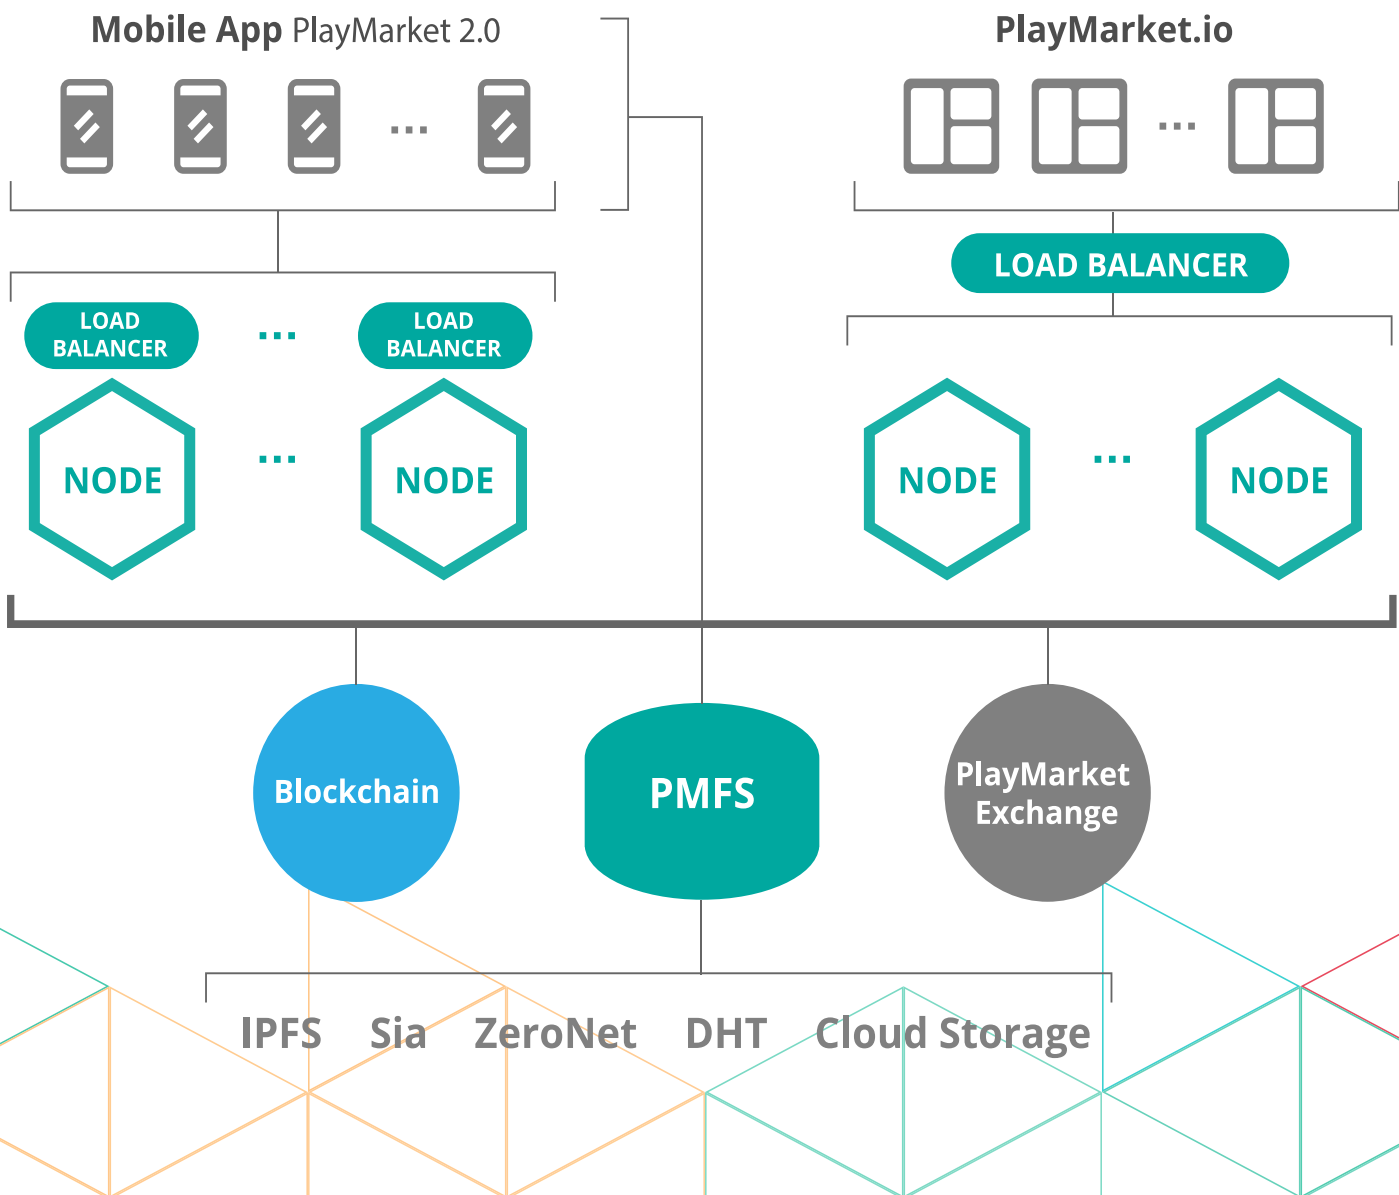 Mobile App PlayMarket 2.0
PlayMarket.io
...
...
LOAD BALANCER
LOAD
BALANCER
...
LOAD
BALANCER
NODE
...
NODE
NODE
...
NODE
Blockchain
PMFS
PlayMarket
Exchange
IPFS Sia ZeroNet DHT Cloud Storage